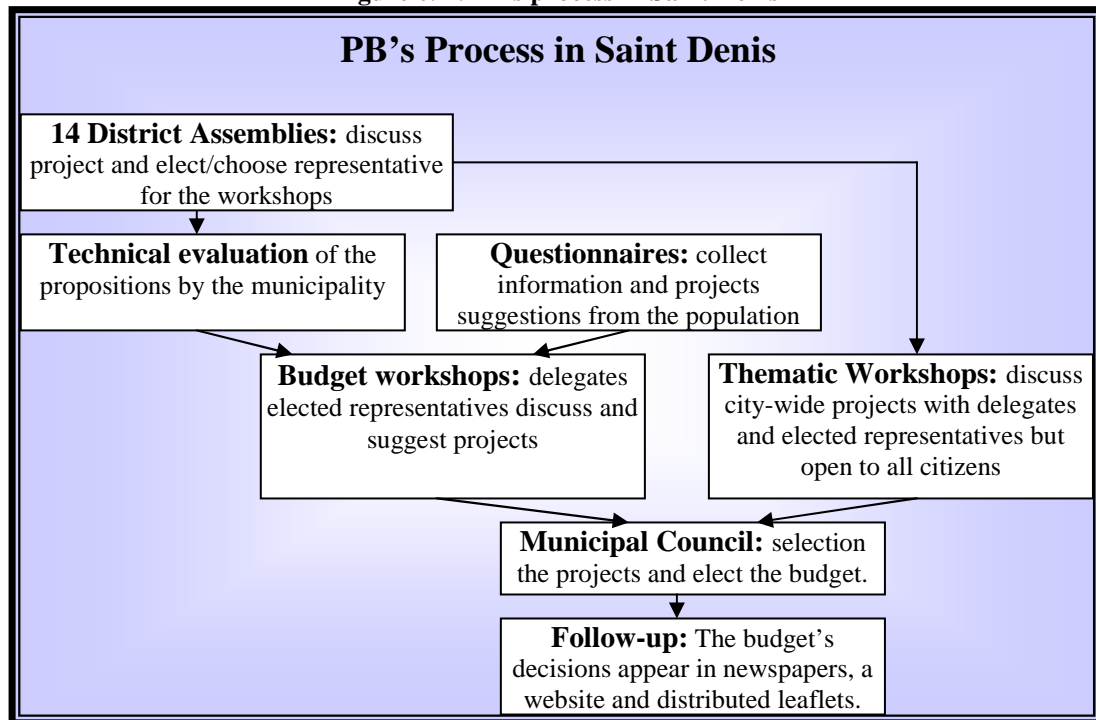 PB's Process in Saint Denis
14 District Assemblies: discuss
project and elect/choose representative
for the workshops
Technical evaluation of the
propositions by the municipality
Questionnaires: collect
information and projects
suggestions from the population
Budget workshops: delegates
elected representatives discuss and
suggest projects
Thematic Workshops: discuss
city-wide projects with delegates
and elected representatives but
open to all citizens
Municipal Council: selection
the projects and elect the budget.
Follow-up: The budget's
decisions appear in newspapers, a
website and distributed leaflets.